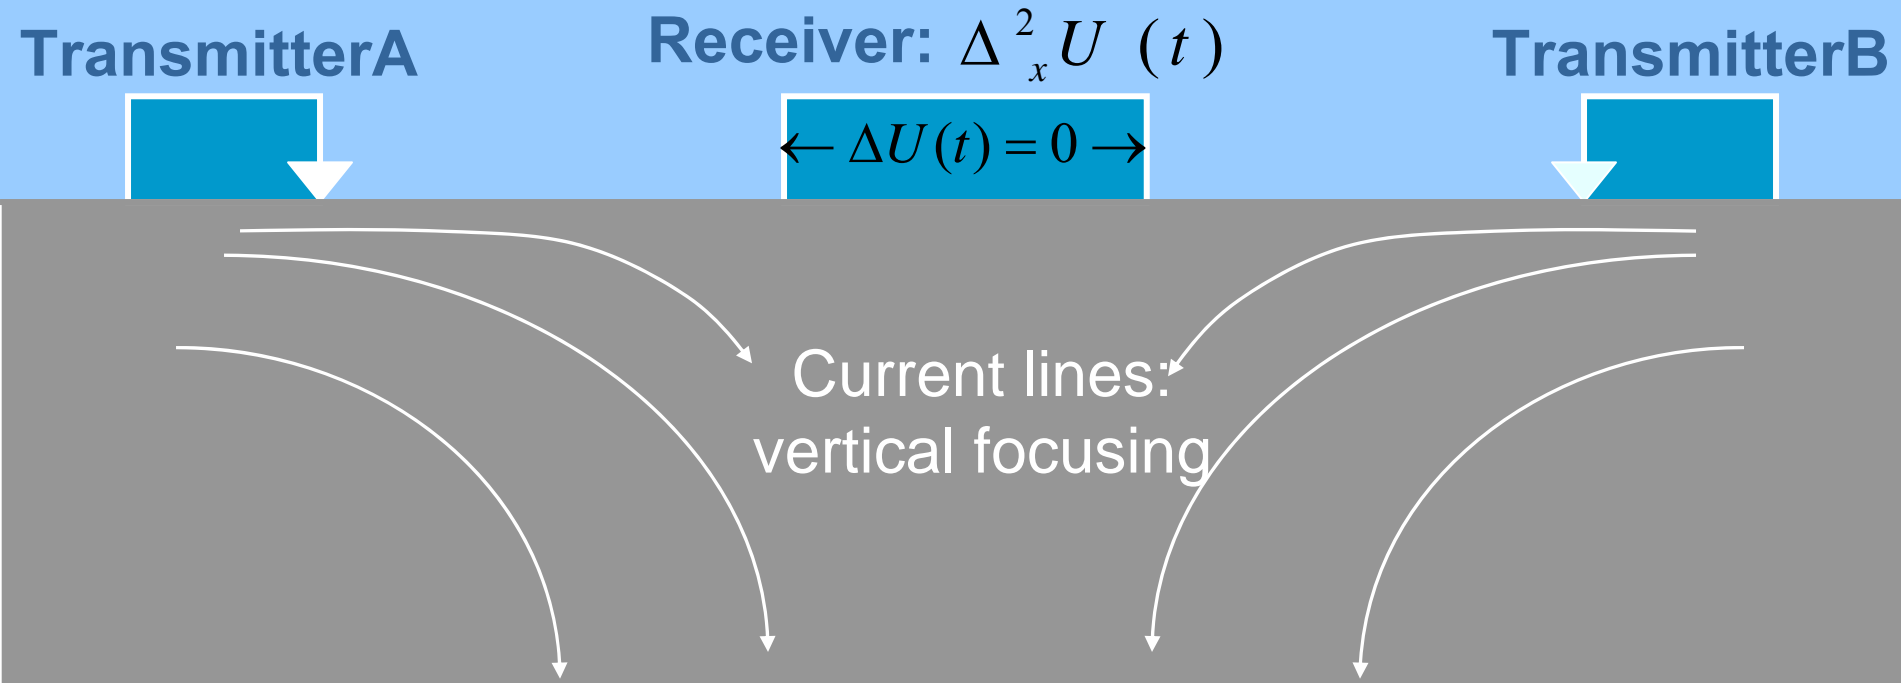 TransmitterA
Receiver: Δ²ₓU (t)
TransmitterB
← ΔU(t) = 0 →
Current lines:
vertical focusing